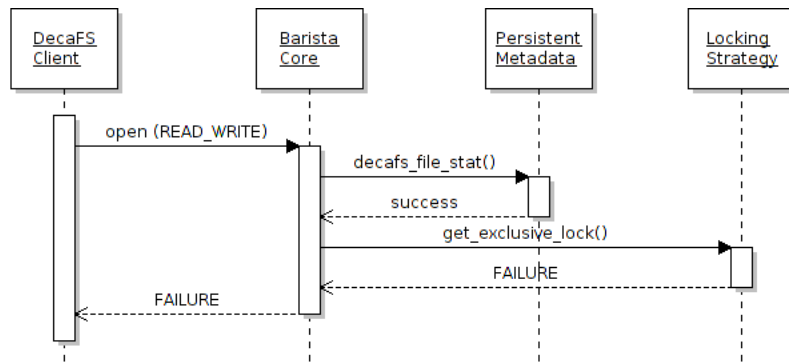 DecaFS
Client
Barista
Core
Persistent
Metadata
Locking
Strategy
open (READ_WRITE)
decafs_file_stat()
success
get_exclusive_lock()
FAILURE
FAILURE